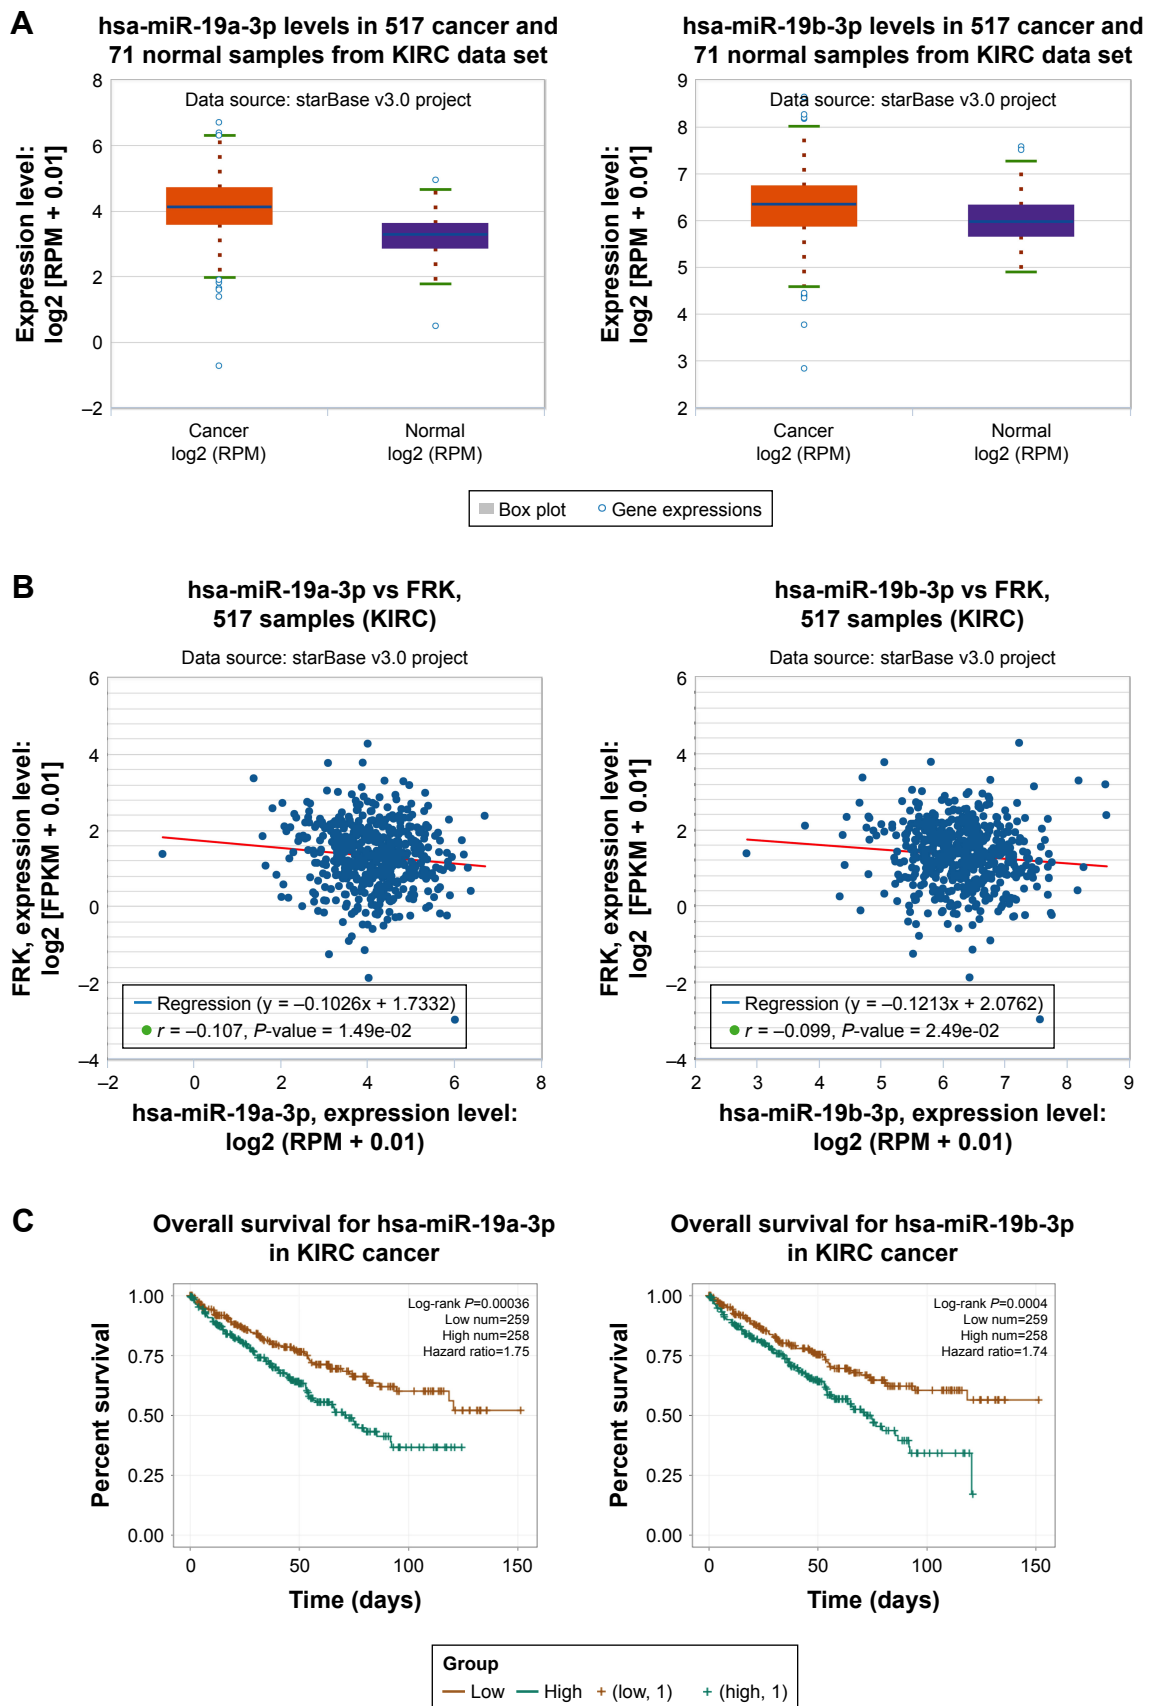 A
hsa-miR-19a-3p levels in 517 cancer and
71 normal samples from KIRC data set
Data source: starBase v3.0 project
Expression level:
log2 [RPM + 0.01]
8
6
4
2
0
–2
Cancer
log2 (RPM)
Normal
log2 (RPM)
hsa-miR-19b-3p levels in 517 cancer and
71 normal samples from KIRC data set
Data source: starBase v3.0 project
Expression level:
log2 [RPM + 0.01]
9
8
7
6
5
4
3
2
Cancer
log2 (RPM)
Normal
log2 (RPM)
Box plot
Gene expressions
B
hsa-miR-19a-3p vs FRK,
517 samples (KIRC)
Data source: starBase v3.0 project
FRK, expression level:
log2 [FPKM + 0.01]
6
4
2
0
–2
–4
Regression (y = –0.1026x + 1.7332)
r = –0.107, P-value = 1.49e-02
–2 0 2 4 6 8
hsa-miR-19a-3p, expression level:
log2 (RPM + 0.01)
hsa-miR-19b-3p vs FRK,
517 samples (KIRC)
Data source: starBase v3.0 project
FRK, expression level:
log2 [FPKM + 0.01]
6
4
2
0
–2
–4
Regression (y = –0.1213x + 2.0762)
r = –0.099, P-value = 2.49e-02
2 3 4 5 6 7 8 9
hsa-miR-19b-3p, expression level:
log2 (RPM + 0.01)
C
Overall survival for hsa-miR-19a-3p
in KIRC cancer
Percent survival
1.00
0.75
0.50
0.25
0.00
Log-rank P=0.00036
Low num=259
High num=258
Hazard ratio=1.75
0 50 100 150
Time (days)
Overall survival for hsa-miR-19b-3p
in KIRC cancer
Percent survival
1.00
0.75
0.50
0.25
0.00
Log-rank P=0.0004
Low num=259
High num=258
Hazard ratio=1.74
0 50 100 150
Time (days)
Group
Low High + (low, 1) + (high, 1)